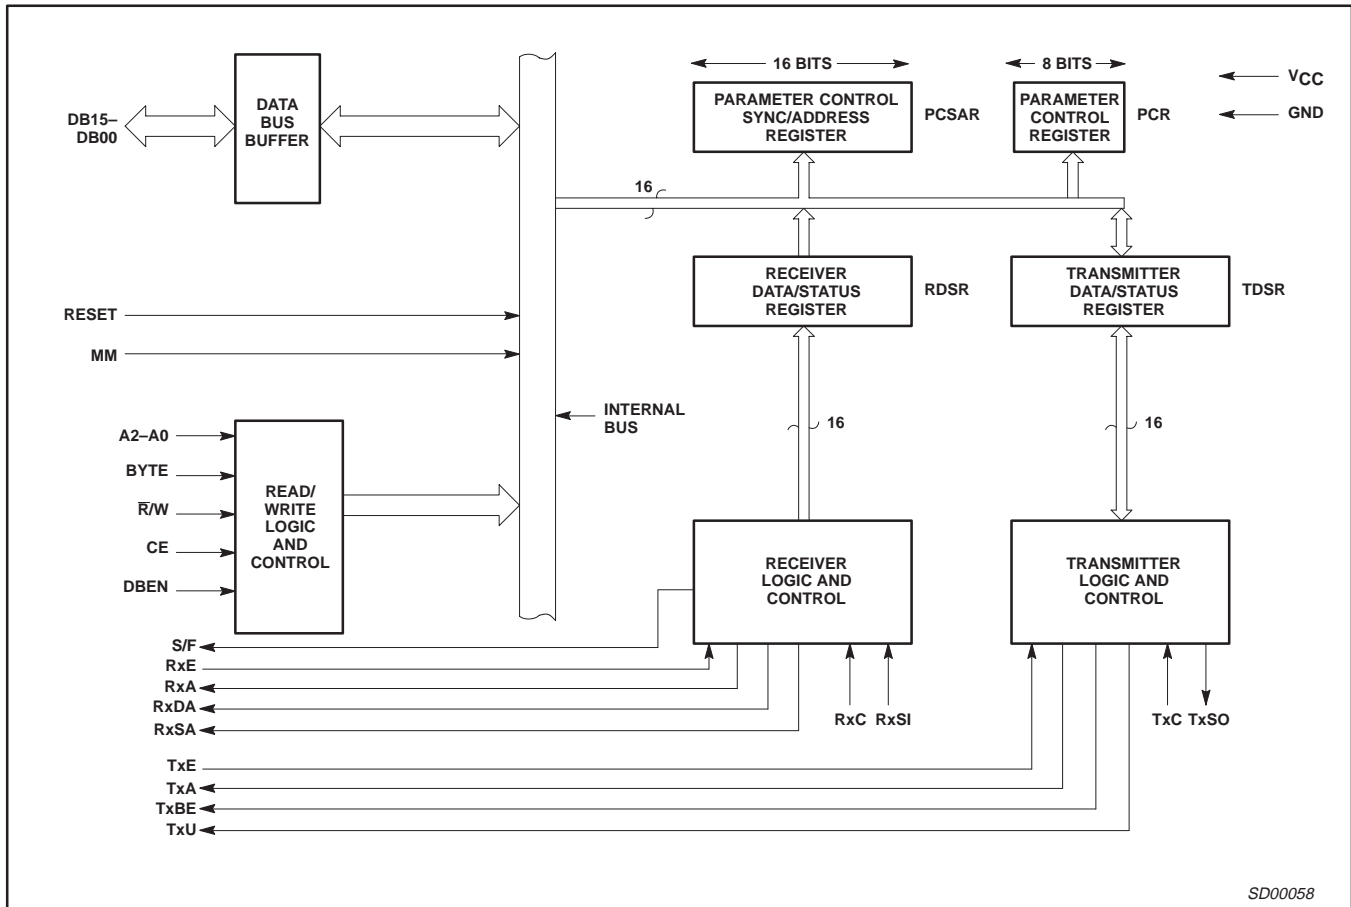 16 BITS
8 BITS
VCC
GND
DB15–
DB00
DATA
BUS
BUFFER
PARAMETER CONTROL
SYNC/ADDRESS
REGISTER
PCSAR
PARAMETER
CONTROL
REGISTER
PCR
16
RECEIVER
DATA/STATUS
REGISTER
RDSR
TRANSMITTER
DATA/STATUS
REGISTER
TDSR
RESET
MM
INTERNAL
BUS
16
16
A2–A0
BYTE
R̅/W
CE
DBEN
READ/
WRITE
LOGIC
AND
CONTROL
RECEIVER
LOGIC AND
CONTROL
TRANSMITTER
LOGIC AND
CONTROL
S/F
RxE
RxA
RxDA
RxSA
RxC RxSI
TxC TxSO
TxE
TxA
TxBE
TxU
SD00058